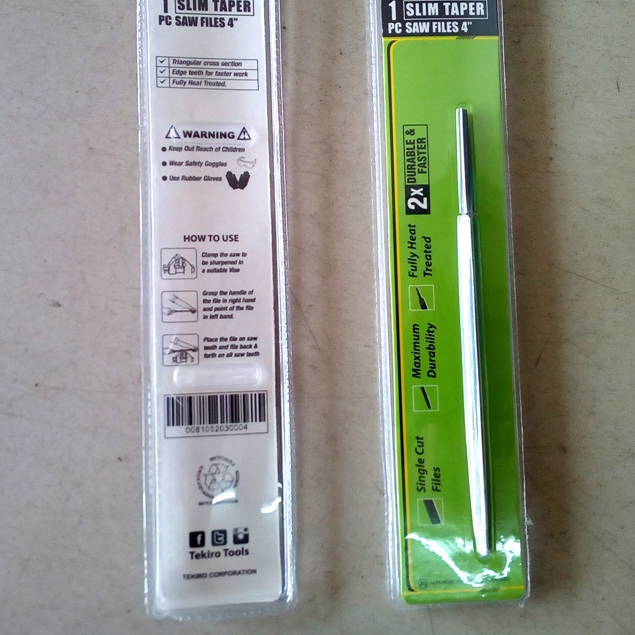 1 SLIM TAPER
PC SAW FILES 4"
Triangular cross section
Edge teeth for faster work
Fully Heat Treated.
WARNING
Keep Out Reach of Children
Wear Safety Goggles
Use Rubber Gloves
HOW TO USE
Clamp the saw to
be sharpened in
a suitable Vise
Grasp the handle of
the file in right hand
and point of the file
in left band.
Place the file on saw
teeth and file back &
forth on all saw teeth
0081052030004
Tekiro Tools
TEKIRO CORPORATION
1 SLIM TAPER
PC SAW FILES 4"
2x DURABLE &
FASTER
Fully Heat
Treated
Maximum
Durability
Single Cut
Files